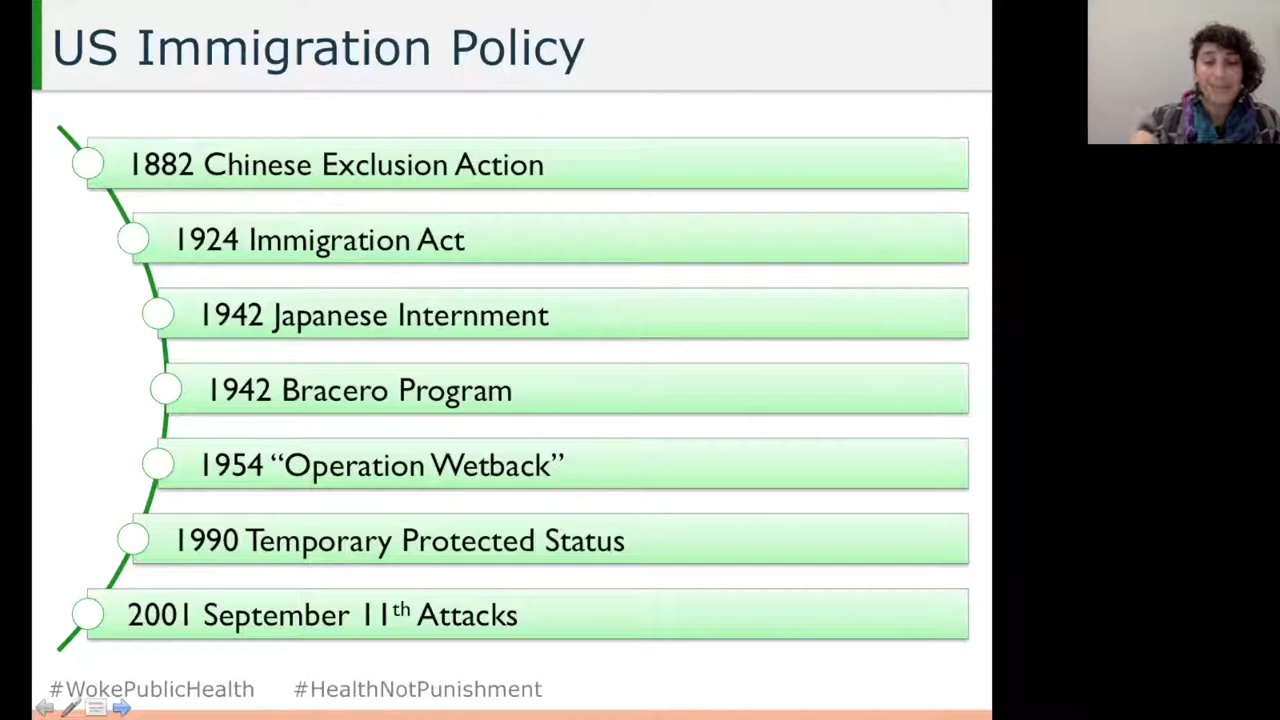 US Immigration Policy
1882 Chinese Exclusion Action
1924 Immigration Act
1942 Japanese Internment
1942 Bracero Program
1954 “Operation Wetback”
1990 Temporary Protected Status
2001 September 11th Attacks
#WokePublicHealth #HealthNotPunishment